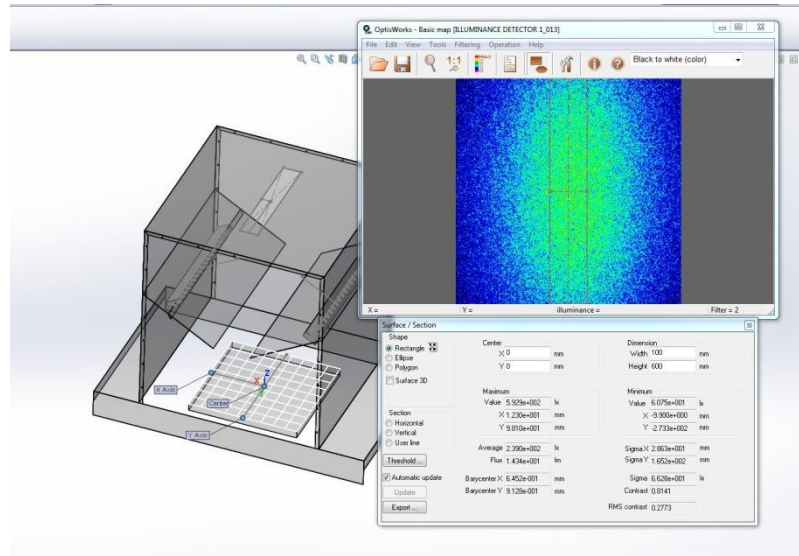 OptisWorks - Basic map [ILLUMINANCE DETECTOR 1_013]
File Edit View Tools Filtering Operation Help
1:1
Black to white (color)
X = Y = illuminance = Filter = 2
Surface / Section
Shape
Rectangle
Ellipse
Polygon
Surface 3D
Center
X 0 mm
Y 0 mm
Dimension
Width 100 mm
Height 600 mm
Maximum
Value 5.929e+002 lx
X 1.230e+001 mm
Y 9.810e+001 mm
Minimum
Value 6.075e+001 lx
X -9.900e+000 mm
Y -2.733e+002 mm
Section
Horizontal
Vertical
User line
Threshold ...
Automatic update
Update
Export ...
Average 2.390e+002 lx
Flux 1.434e+001 lm
Barycenter X 6.452e-001 mm
Barycenter Y 9.128e-001 mm
Sigma X 2.863e+001 mm
Sigma Y 1.652e+002 mm
Sigma 6.628e+001 lx
Contrast 0.8141
RMS contrast 0.2773
X Axis
Center
Y Axis
X
Z